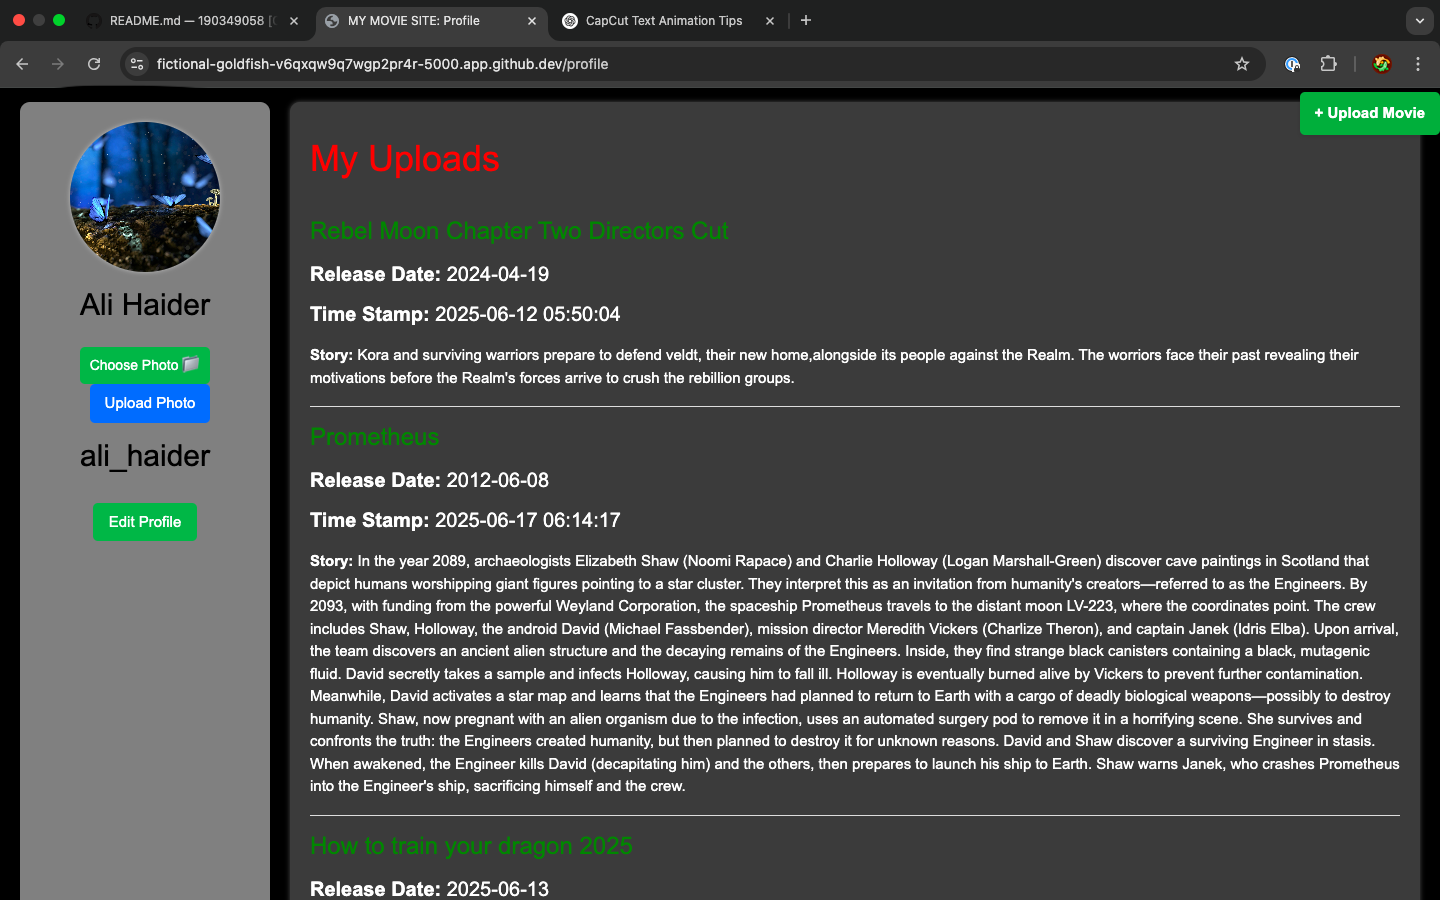 README.md — 190349058 [C
MY MOVIE SITE: Profile
CapCut Text Animation Tips
fictional-goldfish-v6qxqw9q7wgp2pr4r-5000.app.github.dev/profile
+ Upload Movie
Ali Haider
Choose Photo
Upload Photo
ali_haider
Edit Profile
My Uploads
Rebel Moon Chapter Two Directors Cut
Release Date: 2024-04-19
Time Stamp: 2025-06-12 05:50:04
Story: Kora and surviving warriors prepare to defend veldt, their new home,alongside its people against the Realm. The worriors face their past revealing their
motivations before the Realm's forces arrive to crush the rebillion groups.
Prometheus
Release Date: 2012-06-08
Time Stamp: 2025-06-17 06:14:17
Story: In the year 2089, archaeologists Elizabeth Shaw (Noomi Rapace) and Charlie Holloway (Logan Marshall-Green) discover cave paintings in Scotland that
depict humans worshipping giant figures pointing to a star cluster. They interpret this as an invitation from humanity's creators—referred to as the Engineers. By
2093, with funding from the powerful Weyland Corporation, the spaceship Prometheus travels to the distant moon LV-223, where the coordinates point. The crew
includes Shaw, Holloway, the android David (Michael Fassbender), mission director Meredith Vickers (Charlize Theron), and captain Janek (Idris Elba). Upon arrival,
the team discovers an ancient alien structure and the decaying remains of the Engineers. Inside, they find strange black canisters containing a black, mutagenic
fluid. David secretly takes a sample and infects Holloway, causing him to fall ill. Holloway is eventually burned alive by Vickers to prevent further contamination.
Meanwhile, David activates a star map and learns that the Engineers had planned to return to Earth with a cargo of deadly biological weapons—possibly to destroy
humanity. Shaw, now pregnant with an alien organism due to the infection, uses an automated surgery pod to remove it in a horrifying scene. She survives and
confronts the truth: the Engineers created humanity, but then planned to destroy it for unknown reasons. David and Shaw discover a surviving Engineer in stasis.
When awakened, the Engineer kills David (decapitating him) and the others, then prepares to launch his ship to Earth. Shaw warns Janek, who crashes Prometheus
into the Engineer's ship, sacrificing himself and the crew.
How to train your dragon 2025
Release Date: 2025-06-13